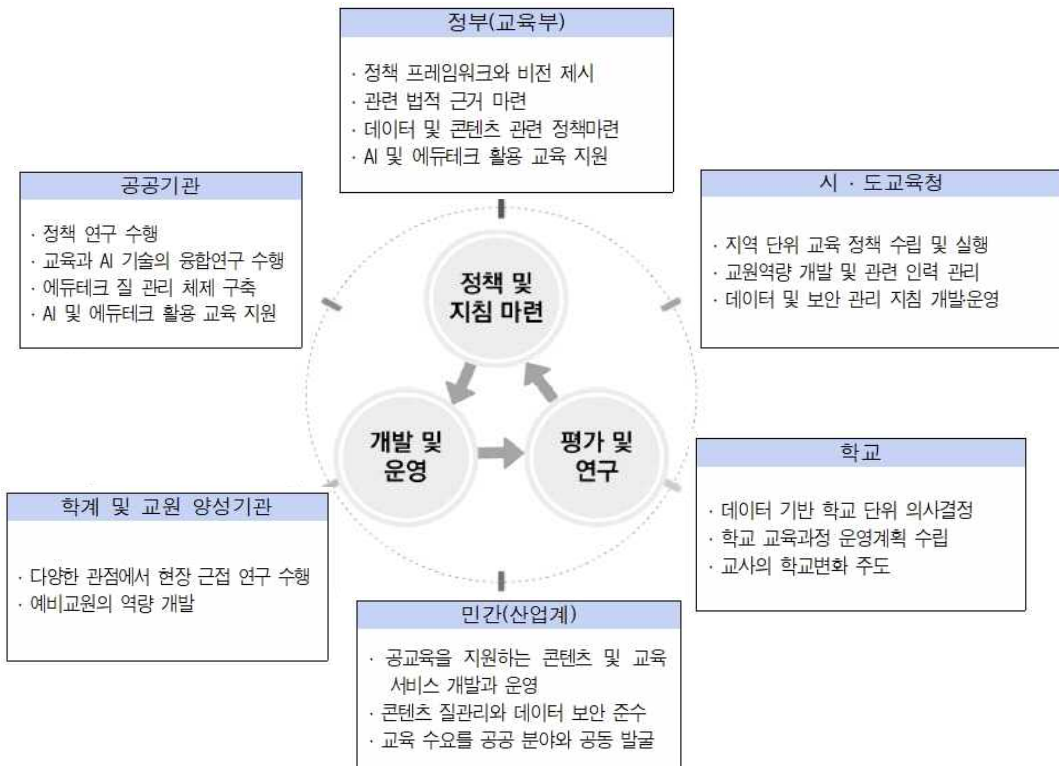 정부(교육부)
· 정책 프레임워크와 비전 제시
· 관련 법적 근거 마련
· 데이터 및 콘텐츠 관련 정책마련
· AI 및 에듀테크 활용 교육 지원
공공기관
· 정책 연구 수행
· 교육과 AI 기술의 융합연구 수행
· 에듀테크 질 관리 체제 구축
· AI 및 에듀테크 활용 교육 지원
시 · 도교육청
· 지역 단위 교육 정책 수립 및 실행
· 교원역량 개발 및 관련 인력 관리
· 데이터 및 보안 관리 지침 개발운영
정책 및
지침 마련
개발 및
운영
평가 및
연구
학계 및 교원 양성기관
· 다양한 관점에서 현장 근접 연구 수행
· 예비교원의 역량 개발
학교
· 데이터 기반 학교 단위 의사결정
· 학교 교육과정 운영계획 수립
· 교사의 학교변화 주도
민간(산업계)
· 공교육을 지원하는 콘텐츠 및 교육
서비스 개발과 운영
· 콘텐츠 질관리와 데이터 보안 준수
· 교육 수요를 공공 분야와 공동 발굴